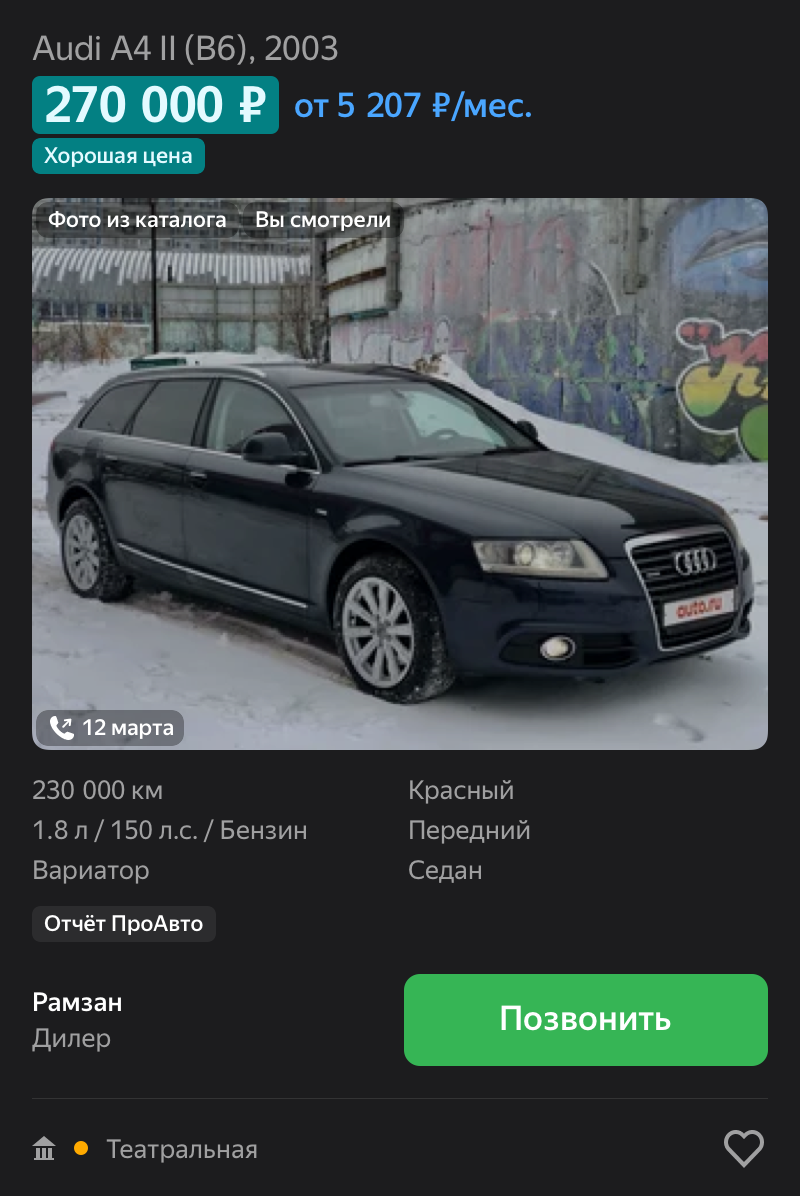 Audi A4 II (B6), 2003
270 000 ₽ от 5 207 ₽/мес.
Хорошая цена
Фото из каталога Вы смотрели
auto.ru
12 марта
230 000 км Красный
1.8 л / 150 л.с. / Бензин Передний
Вариатор Седан
Отчёт ПроАвто
Рамзан
Дилер
Позвонить
Театральная